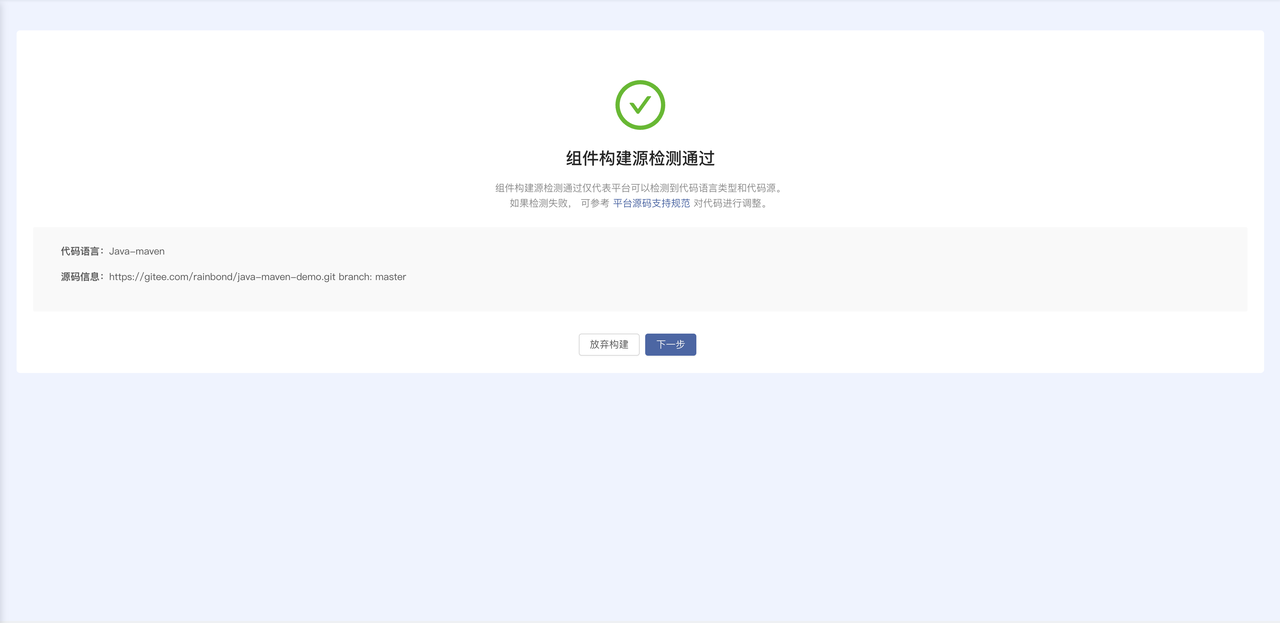 组件构建源检测通过
组件构建源检测通过仅代表平台可以检测到代码语言类型和代码源。
如果检测失败， 可参考 平台源码支持规范 对代码进行调整。
代码语言： Java-maven
源码信息： https://gitee.com/rainbond/java-maven-demo.git branch: master
放弃构建 下一步